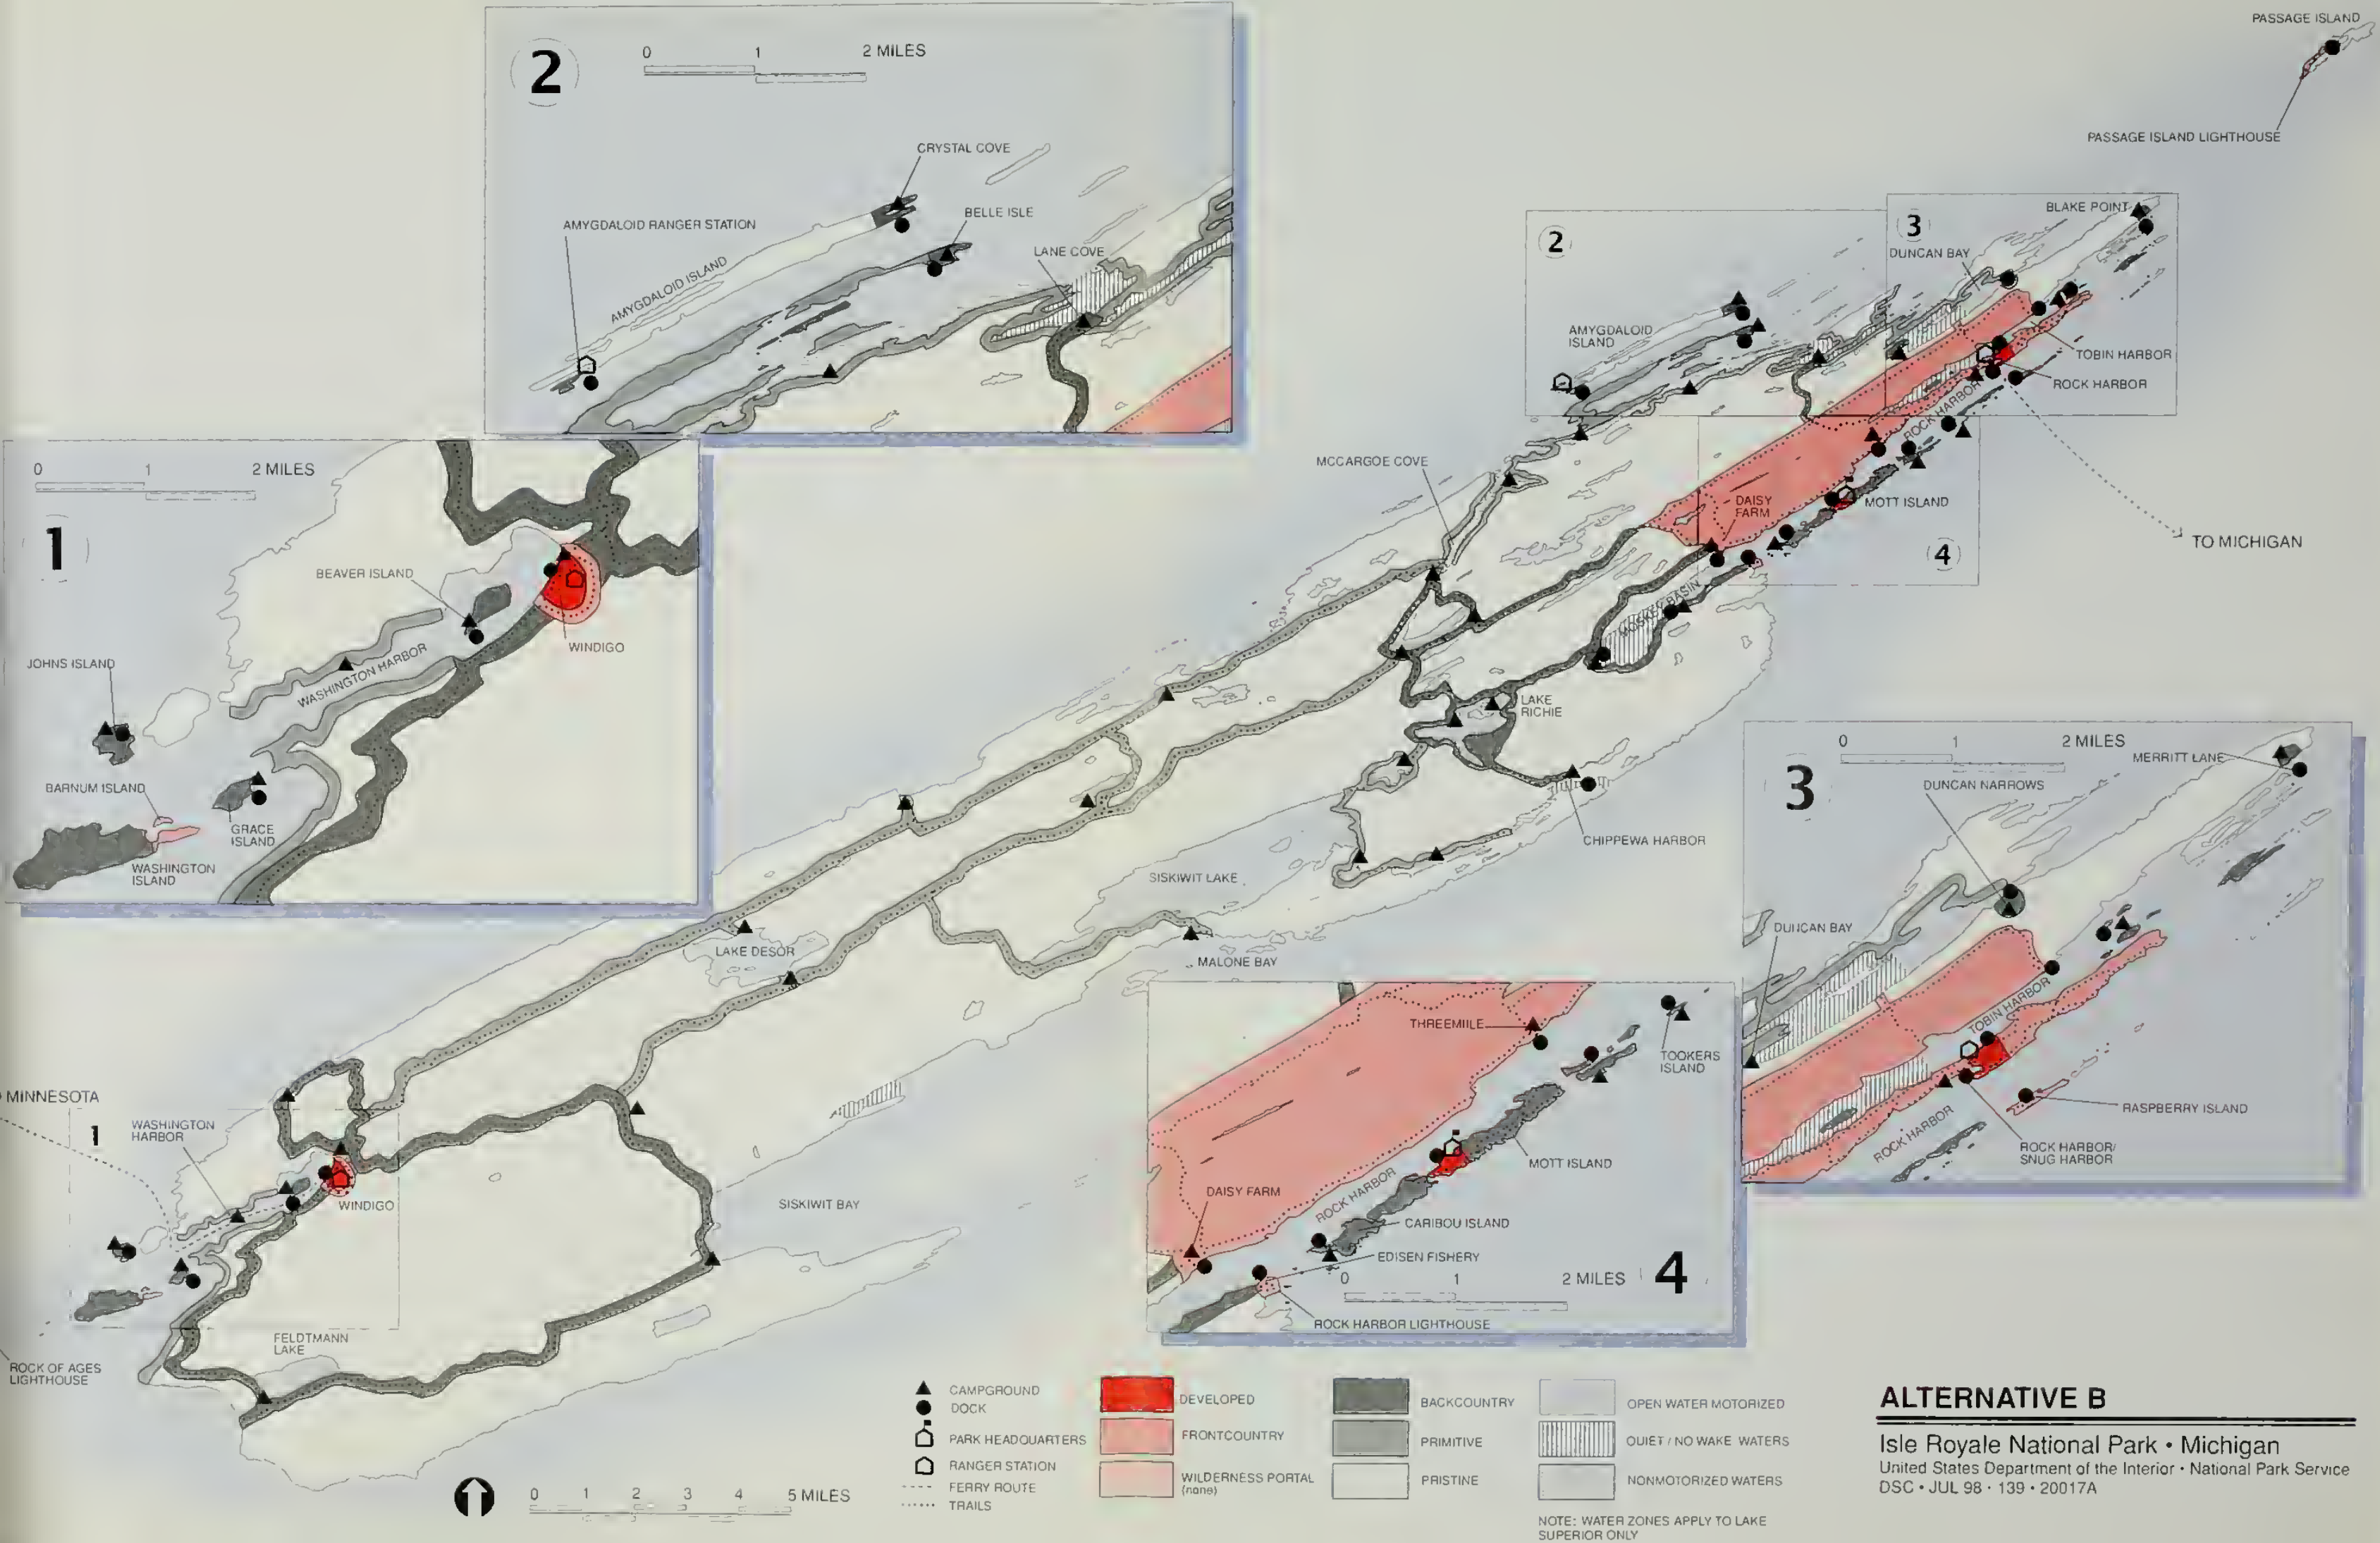 PASSAGE ISLAND
PASSAGE ISLAND LIGHTHOUSE
2
0 1 2 MILES
CRYSTAL COVE
BELLE ISLE
AMYGDALOID RANGER STATION
LANE COVE
AMYGDALOID ISLAND
1
0 1 2 MILES
BEAVER ISLAND
WINDIGO
JOHNS ISLAND
WASHINGTON HARBOR
BARNUM ISLAND
GRACE
ISLAND
WASHINGTON
ISLAND
2
3
BLAKE POINT
DUNCAN BAY
AMYGDALOID
ISLAND
TOBIN HARBOR
ROCK HARBOR
ROCK HARBOR
MCCARGOE COVE
DAISY
FARM
MOTT ISLAND
4
TO MICHIGAN
MOSKEY BASIN
LAKE
RICHIE
CHIPPEWA HARBOR
SISKIWIT LAKE
LAKE DESOR
MALONE BAY
MINNESOTA
1
WASHINGTON
HARBOR
WINDIGO
SISKIWIT BAY
FELDTMANN
LAKE
ROCK OF AGES
LIGHTHOUSE
3
0 1 2 MILES
MERRITT LANE
DUNCAN NARROWS
DUNCAN BAY
TOBIN HARBOR
RASPBERRY ISLAND
ROCK HARBOR
ROCK HARBOR/
SNUG HARBOR
THREEMIILE
TOOKERS
ISLAND
MOTT ISLAND
DAISY FARM
ROCK HARBOR
CARIBOU ISLAND
EDISEN FISHERY
0 1 2 MILES
4
ROCK HARBOR LIGHTHOUSE
0 1 2 3 4 5 MILES
CAMPGROUND
DOCK
PARK HEADQUARTERS
RANGER STATION
FERRY ROUTE
TRAILS
DEVELOPED
FRONTCOUNTRY
WILDERNESS PORTAL
(none)
BACKCOUNTRY
PRIMITIVE
PRISTINE
OPEN WATER MOTORIZED
QUIET / NO WAKE WATERS
NONMOTORIZED WATERS
NOTE: WATER ZONES APPLY TO LAKE
SUPERIOR ONLY
ALTERNATIVE B
Isle Royale National Park • Michigan
United States Department of the Interior • National Park Service
DSC • JUL 98 • 139 • 20017A